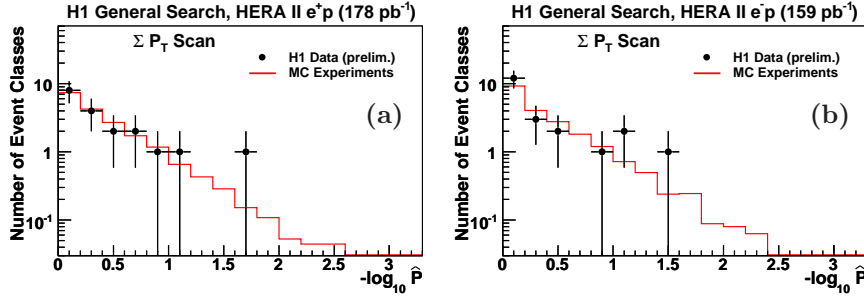 H1 General Search, HERA II e⁺p (178 pb⁻¹)
Σ P_T Scan
H1 Data (prelim.)
MC Experiments
(a)
Number of Event Classes
10
1
10⁻¹
0 0.5 1 1.5 2 2.5 3
-log₁₀ P̂
H1 General Search, HERA II e⁻p (159 pb⁻¹)
Σ P_T Scan
H1 Data (prelim.)
MC Experiments
(b)
Number of Event Classes
10
1
10⁻¹
0 0.5 1 1.5 2 2.5 3
-log₁₀ P̂